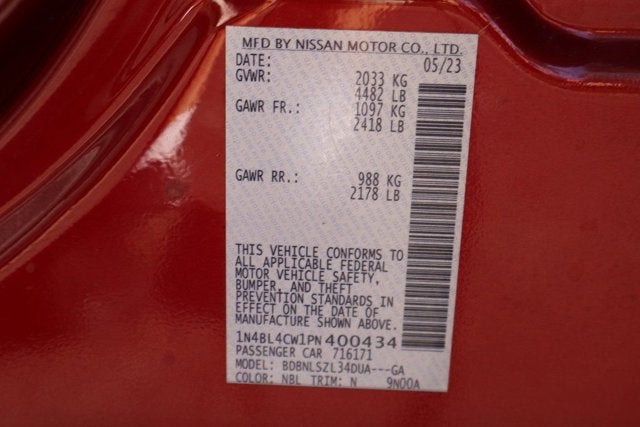 MFD BY NISSAN MOTOR CO., LTD.
DATE: 05/23
GVWR: 2033 KG
4482 LB
GAWR FR.: 1097 KG
2418 LB
GAWR RR.: 988 KG
2178 LB
THIS VEHICLE CONFORMS TO
ALL APPLICABLE FEDERAL
MOTOR VEHICLE SAFETY,
BUMPER, AND THEFT
PREVENTION STANDARDS IN
EFFECT ON THE DATE OF
MANUFACTURE SHOWN ABOVE.
1N4BL4CW1PN400434
PASSENGER CAR 716171
MODEL: BDBNLSZL34DUA---GA
COLOR: NBL TRIM: N 9N00A